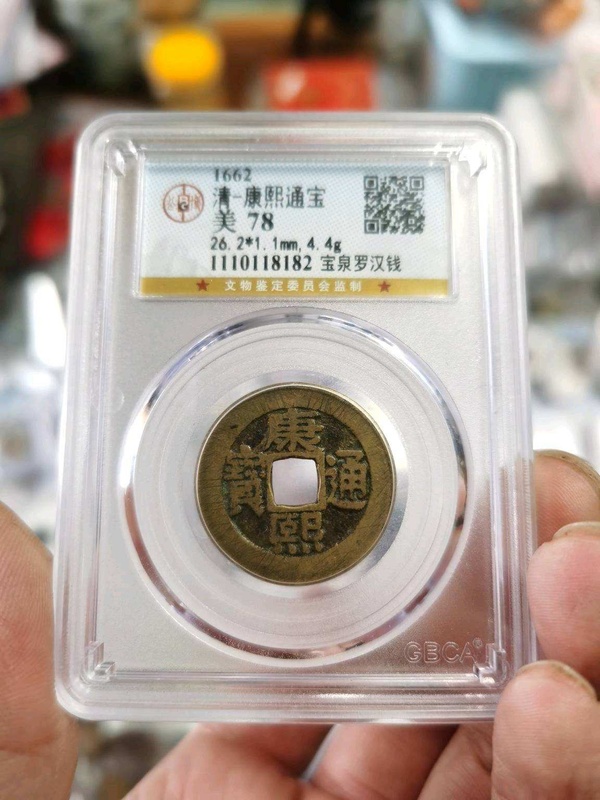 1662
清-康熙通宝
美 78
26.2*1.1mm,4.4g
1110118182 宝泉罗汉钱
★ 文物鉴定委员会监制 ★
康
寶 通
熙
GBCA®